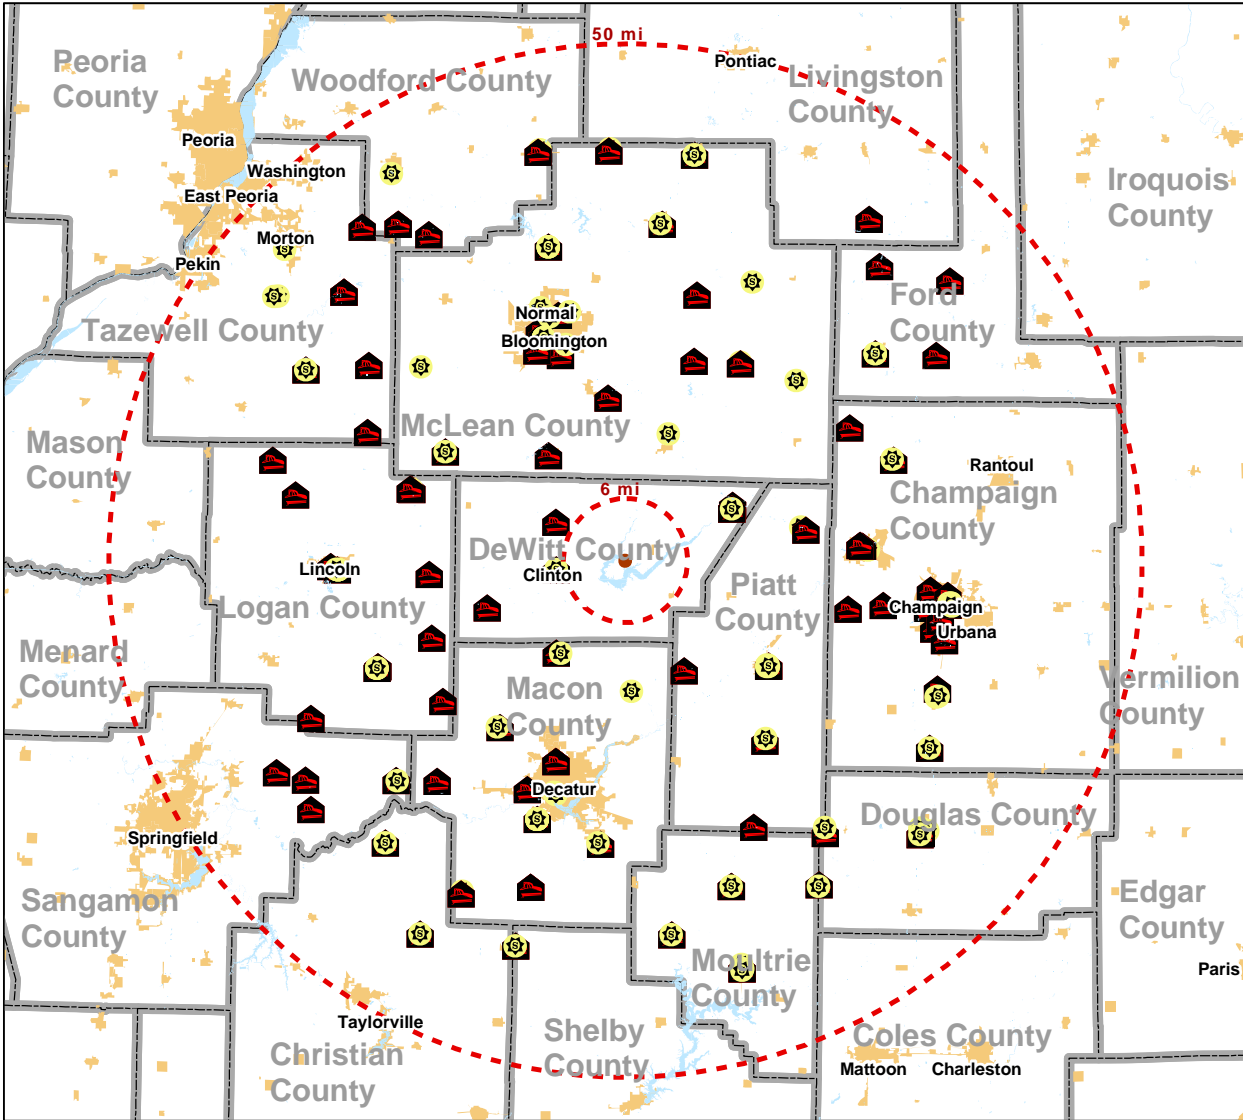 50 mi
Pontiac
Peoria
County
Woodford County
Livingston
County
Peoria
Washington
East Peoria
Iroquois
County
Morton
Pekin
Ford
County
Tazewell County
Normal
Bloomington
McLean County
Mason
County
Rantoul
6 mi
Champaign
County
DeWitt County
Clinton
Lincoln
Logan County
Piatt
County
Champaign
Urbana
Menard
County
Macon
County
Vermilion
County
Decatur
Springfield
Douglas County
Sangamon
County
Edgar
County
Moultrie
County
Paris
Taylorville
Shelby
County
Coles County
Christian
County
Mattoon
Charleston